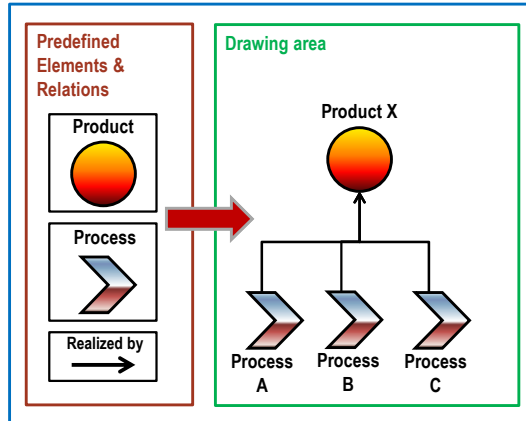 Predefined
Elements &
Relations
Product
Process
Realized by
Drawing area
Product X
Process
A
Process
B
Process
C